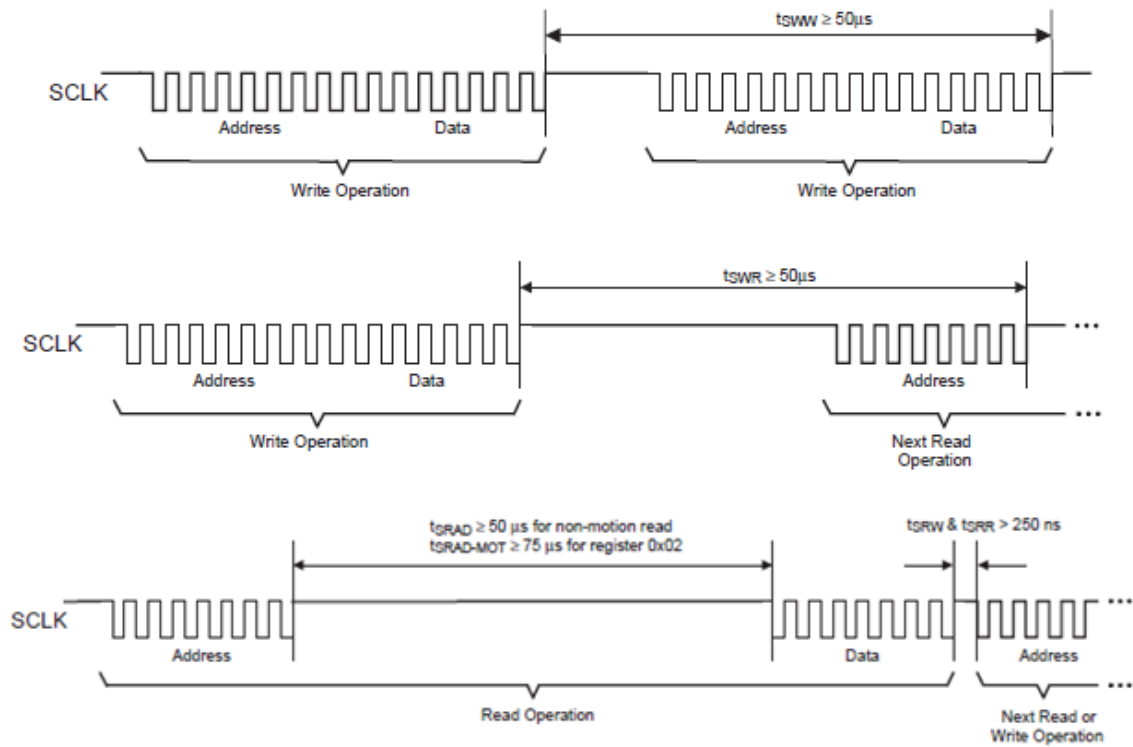 tSWW ≥ 50µs
SCLK
Address Data Address Data
Write Operation Write Operation
tSWR ≥ 50µs
SCLK
Address Data Address
Write Operation Next Read
Operation
tSRAD ≥ 50 µs for non-motion read
tSRAD-MOT ≥ 75 µs for register 0x02
tSRW & tSRR > 250 ns
SCLK
Address Data Address
Read Operation
Next Read or
Write Operation